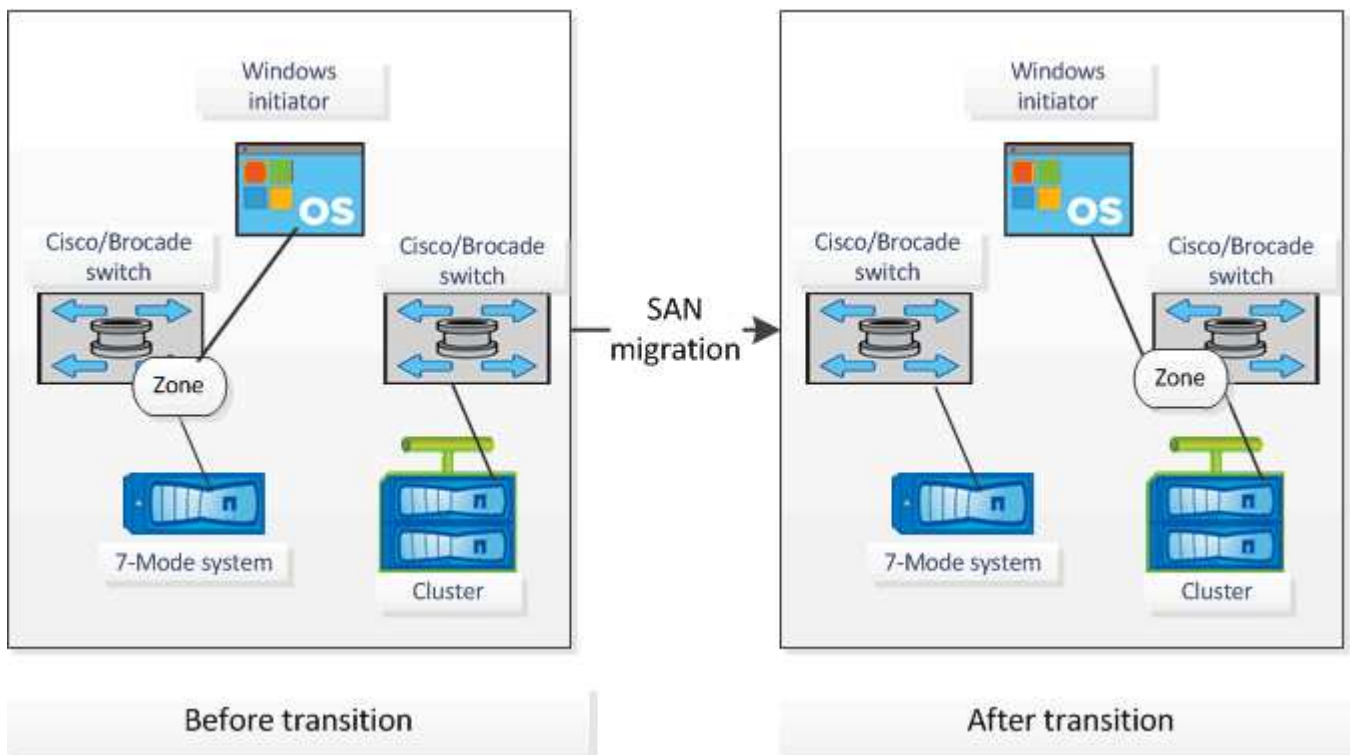 Windows
initiator
OS
Cisco/Brocade
switch
Cisco/Brocade
switch
Zone
n
7-Mode system
n
n
Cluster
SAN
migration
Windows
initiator
OS
Cisco/Brocade
switch
Cisco/Brocade
switch
Zone
n
7-Mode system
n
n
Cluster
Before transition
After transition